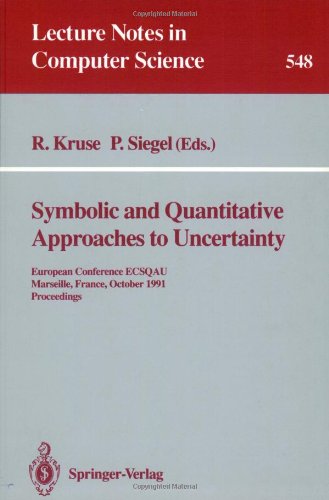 Lecture Notes in
Computer Science
548
R. Kruse P. Siegel (Eds.)
Symbolic and Quantitative
Approaches to Uncertainty
European Conference ECSQAU
Marseille, France, October 1991
Proceedings
Springer-Verlag